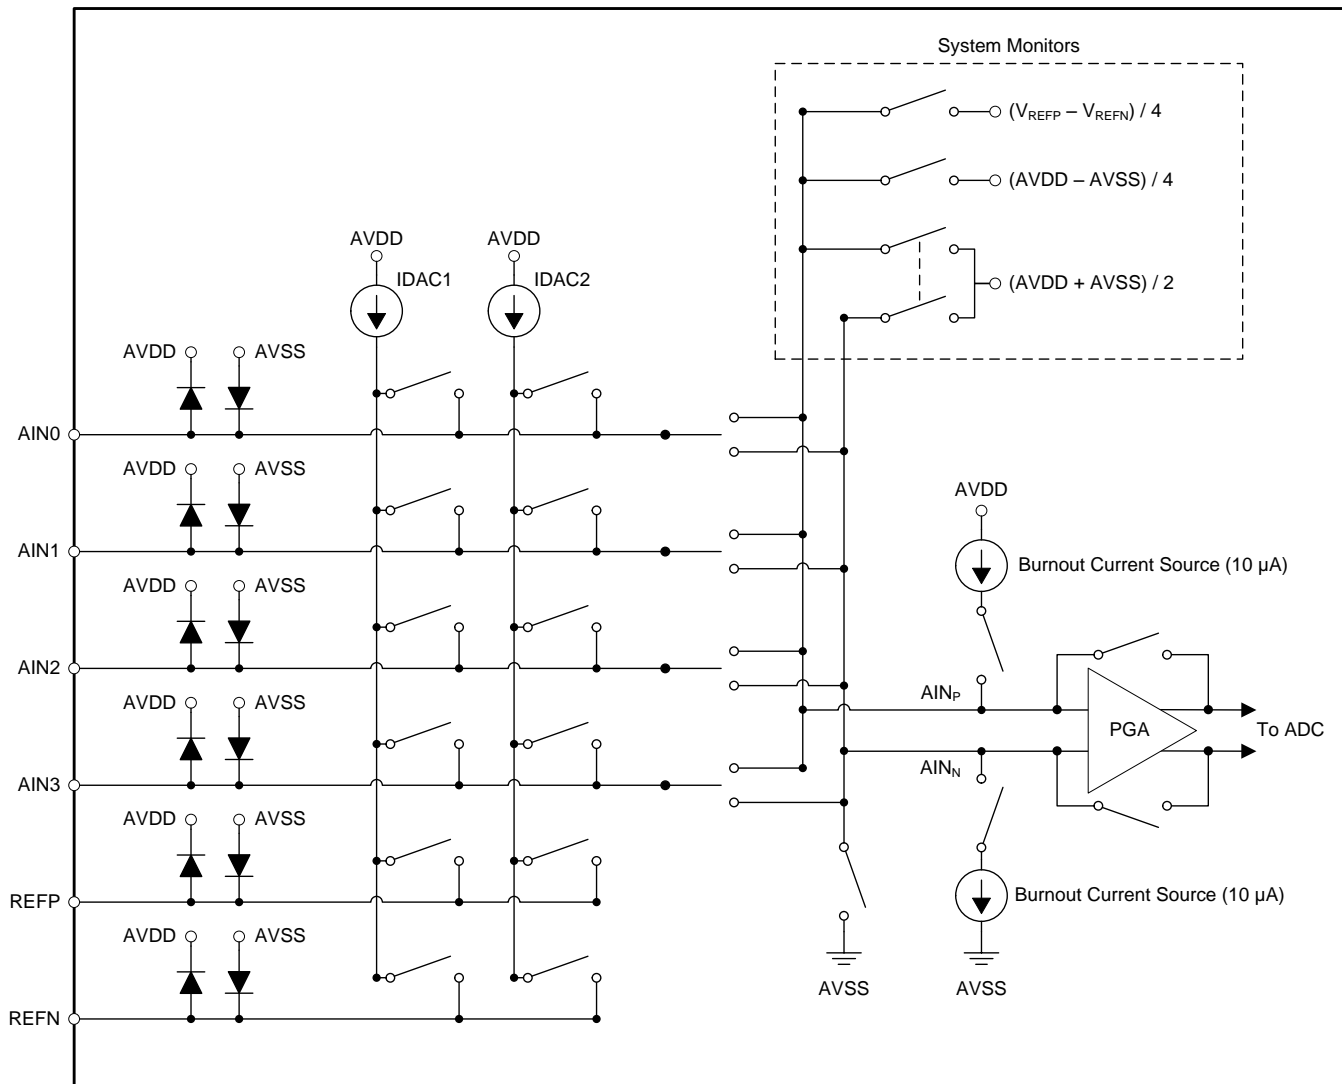 System Monitors
(VREFP – VREFN) / 4
(AVDD – AVSS) / 4
(AVDD + AVSS) / 2
AVDD
AVDD
IDAC1
IDAC2
AVDD
AVSS
AIN0
AVDD
AVSS
AIN1
AVDD
AVSS
AIN2
AVDD
AVSS
AIN3
AVDD
AVSS
REFP
AVDD
AVSS
REFN
AVDD
Burnout Current Source (10 µA)
AINP
PGA
To ADC
AINN
Burnout Current Source (10 µA)
AVSS
AVSS